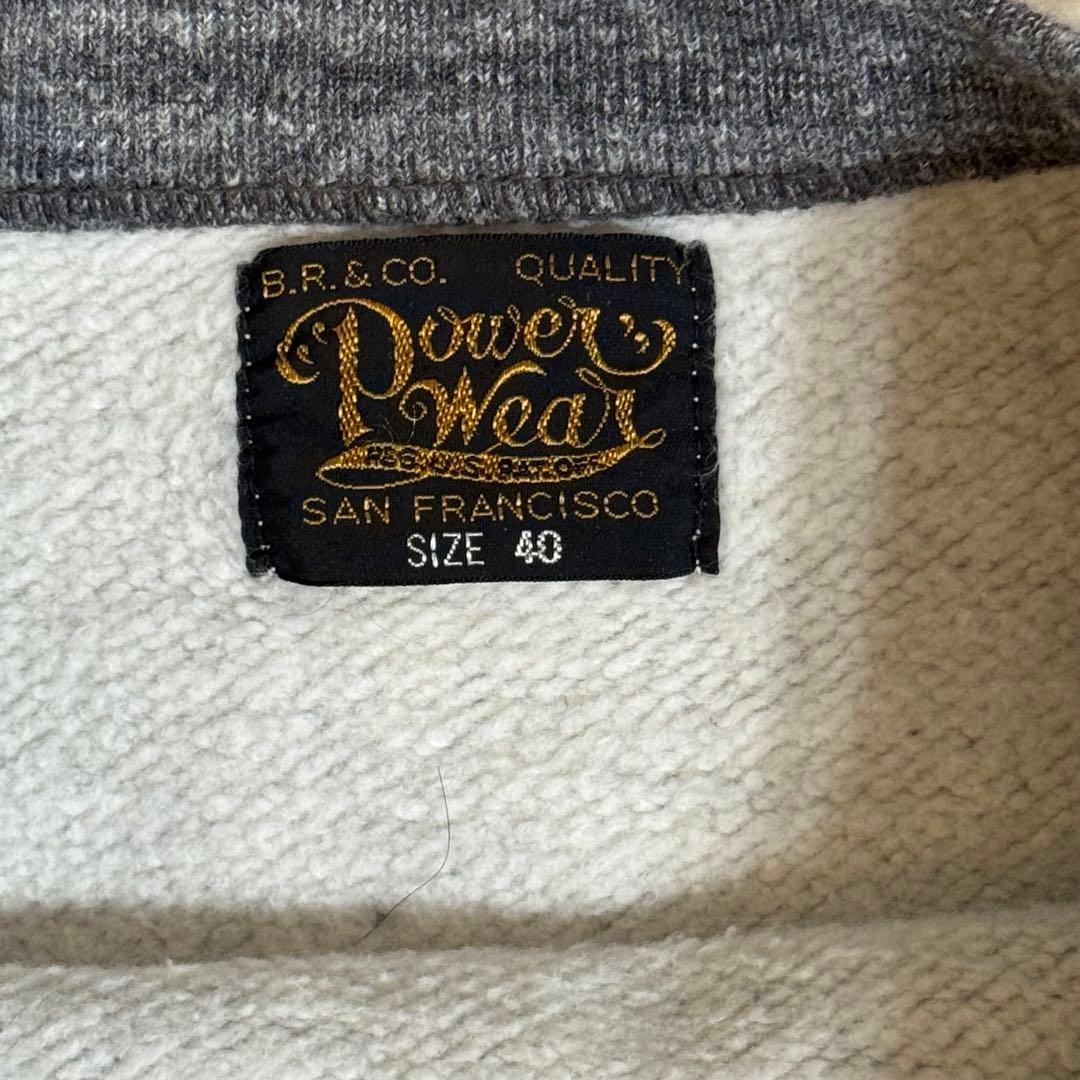 B.R. & CO. QUALITY
Power
Wear
REG. U.S. PAT. OFF.
SAN FRANCISCO
SIZE 40